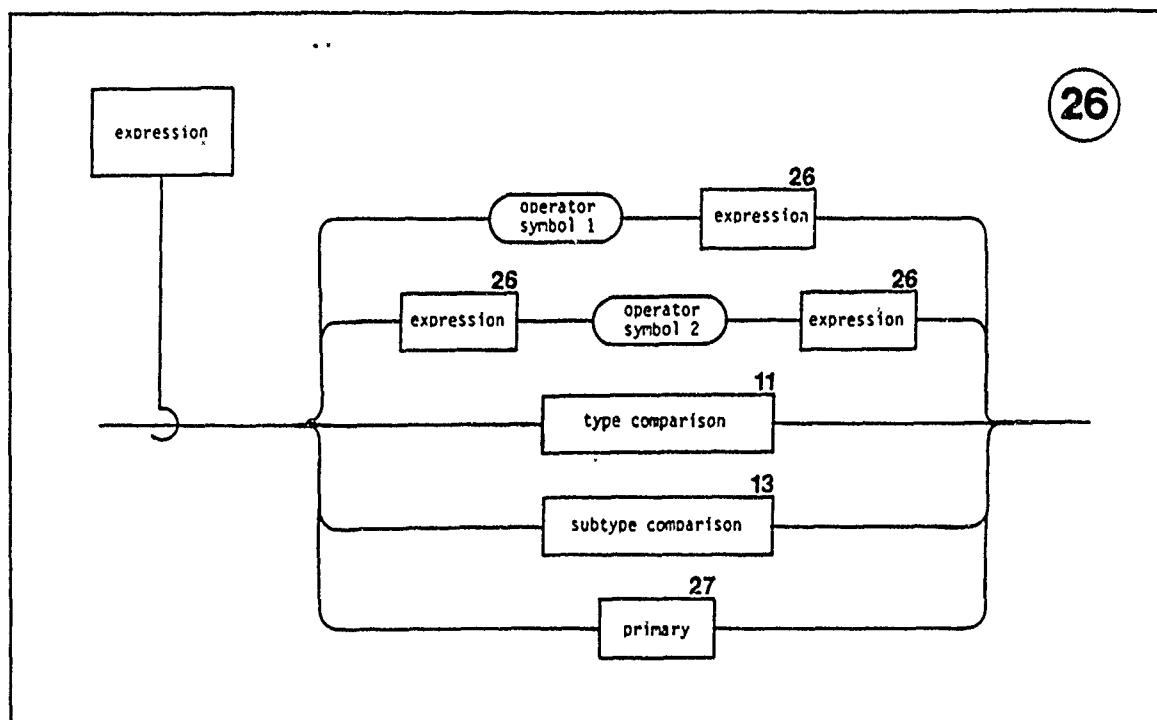 26
expression
26
operator
symbol 1
expression
26
26
expression
operator
symbol 2
expression
11
type comparison
13
subtype comparison
27
primary